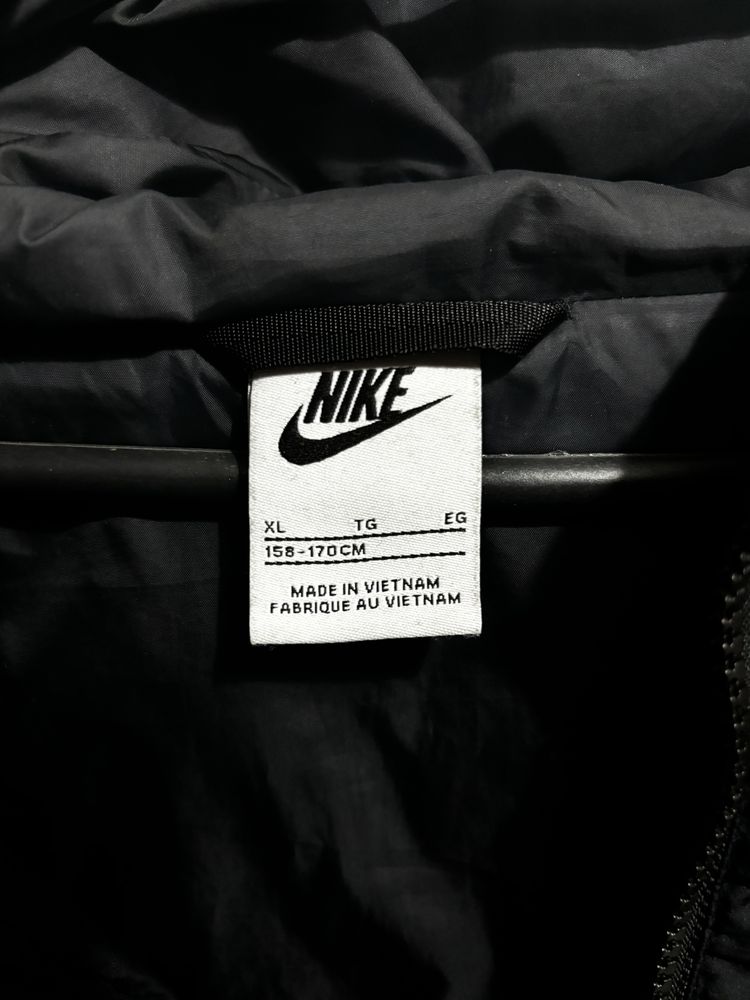 NIKE
XL TG EG
158-170CM
MADE IN VIETNAM
FABRIQUE AU VIETNAM